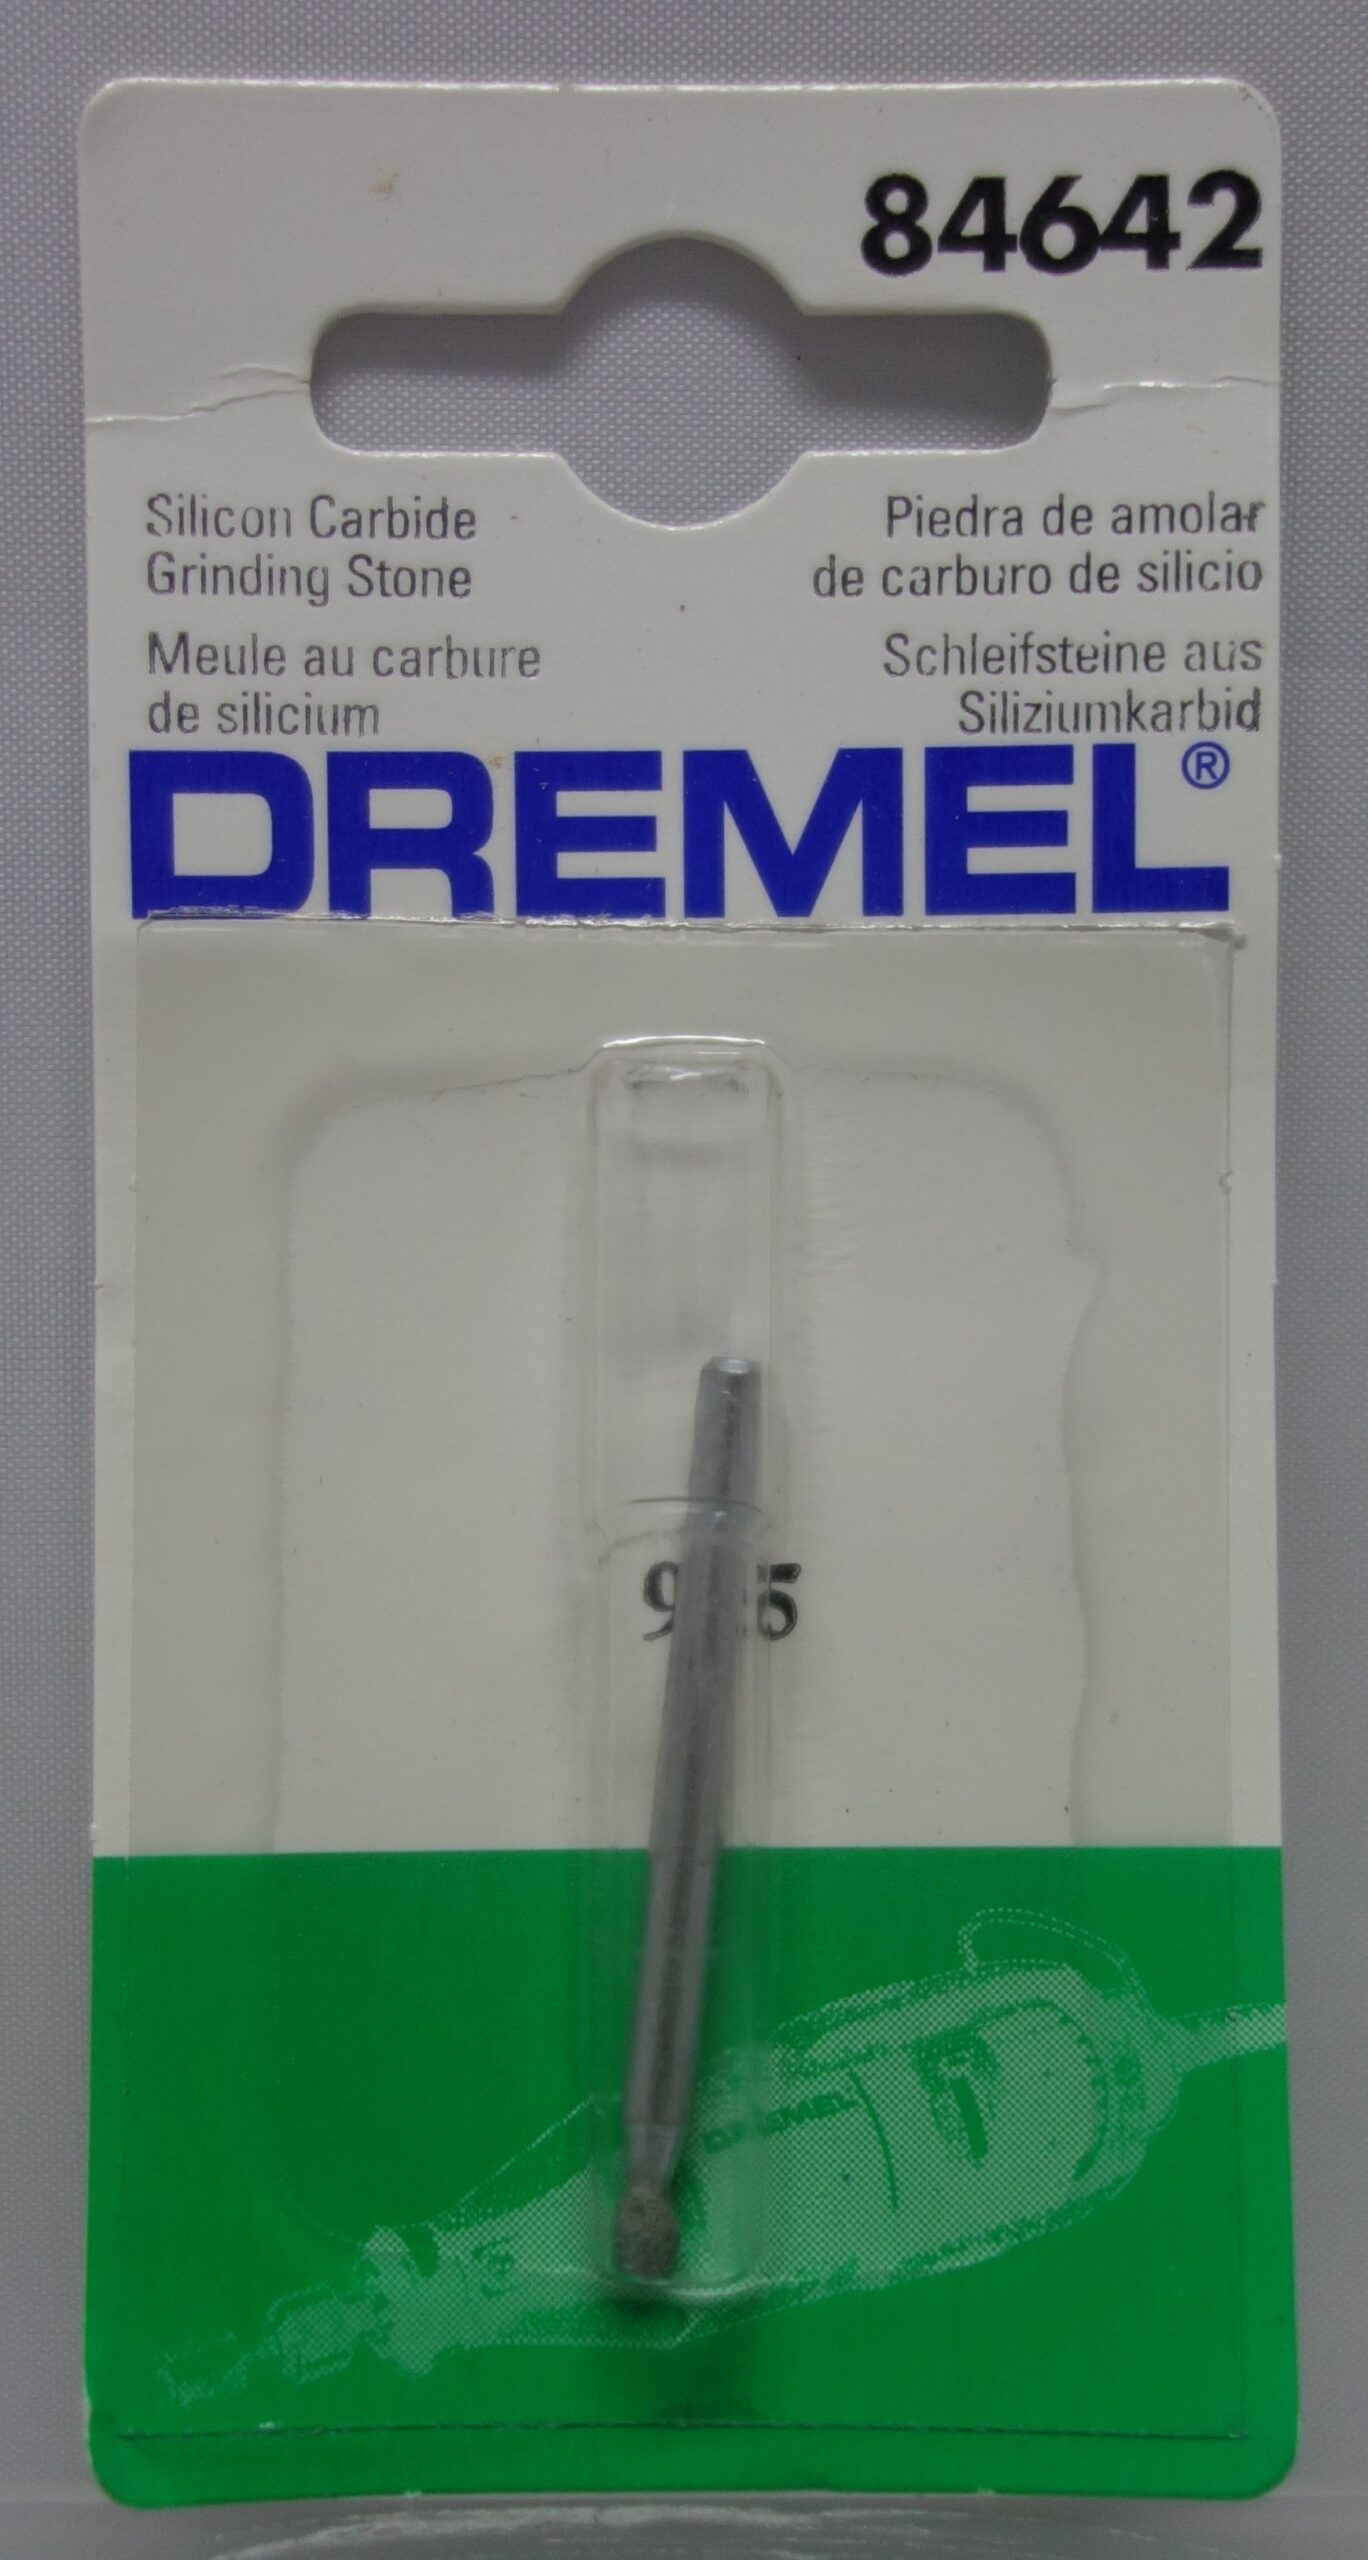 84642
Silicon Carbide
Grinding Stone
Meule au carbure
de silicium
Piedra de amolar
de carburo de silicio
Schleifsteine aus
Siliziumkarbid
DREMEL®
DREMEL